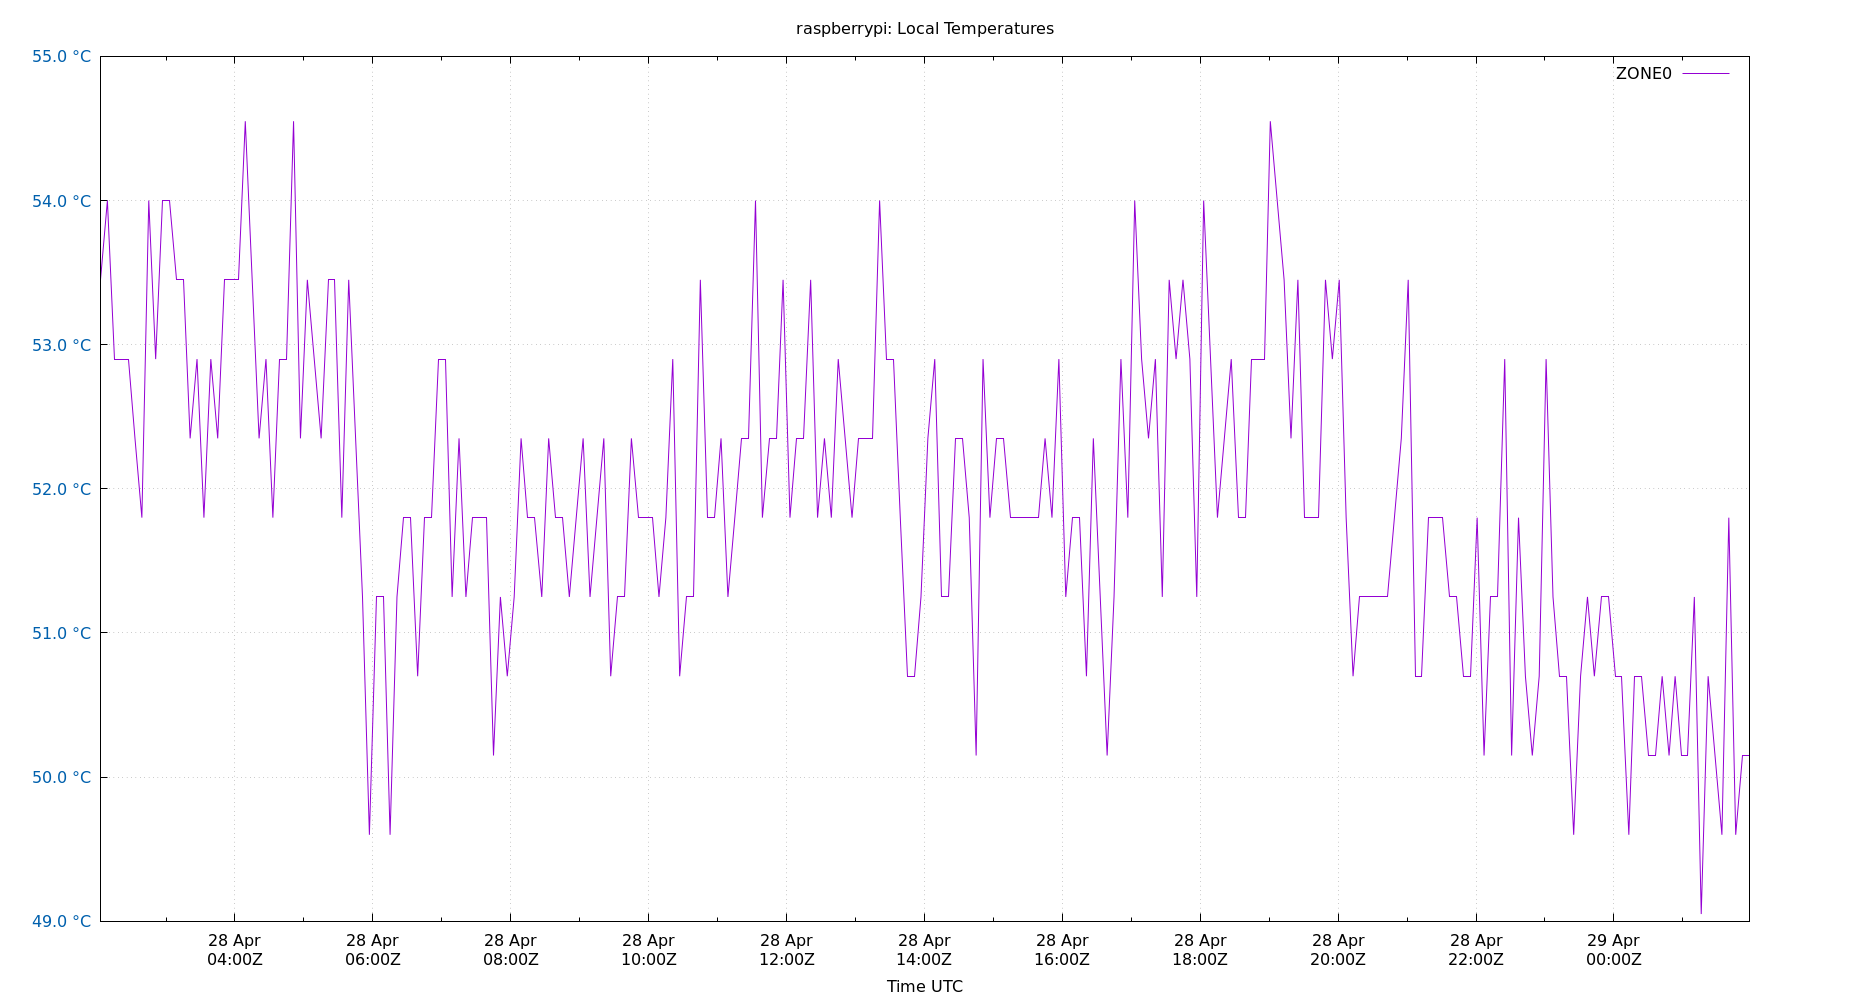 raspberrypi: Local Temperatures
ZONE0
55.0 °C
54.0 °C
53.0 °C
52.0 °C
51.0 °C
50.0 °C
49.0 °C
28 Apr 28 Apr 28 Apr 28 Apr 28 Apr 28 Apr 28 Apr 28 Apr 28 Apr 28 Apr 29 Apr
04:00Z 06:00Z 08:00Z 10:00Z 12:00Z 14:00Z 16:00Z 18:00Z 20:00Z 22:00Z 00:00Z
Time UTC